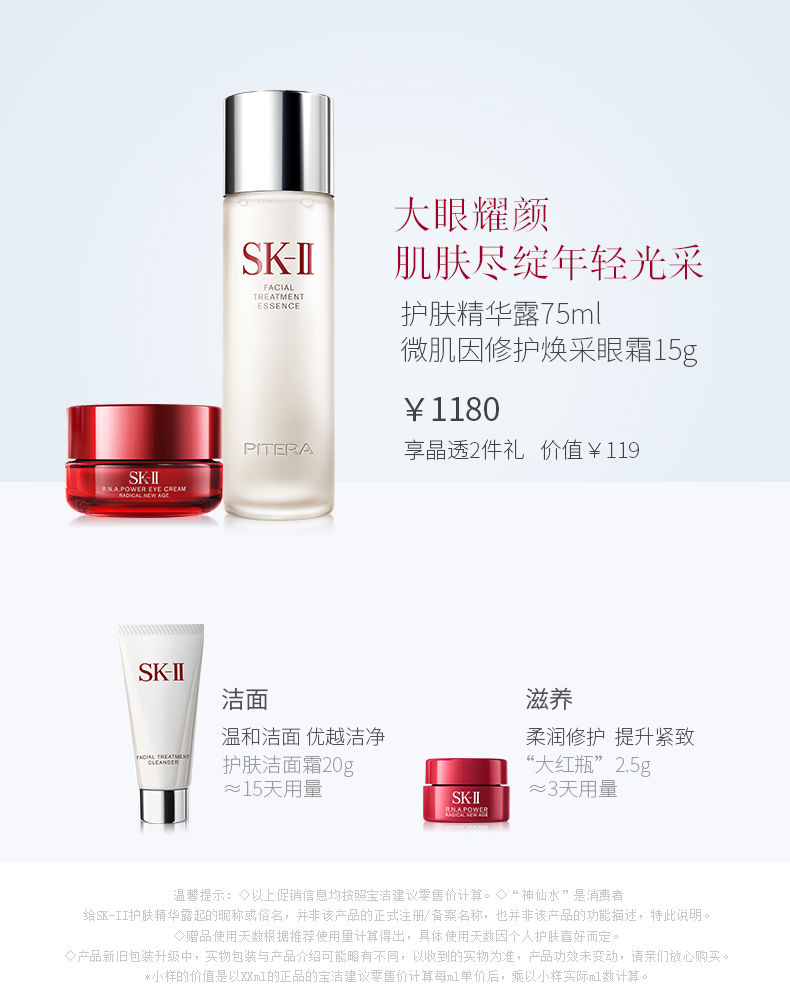 SK-II
FACIAL
TREATMENT
ESSENCE
PITERA
SK-II
R.N.A.POWER EYE CREAM
RADICAL NEW AGE
大眼耀颜
肌肤尽绽年轻光采
护肤精华露75ml
微肌因修护焕采眼霜15g
￥1180
享晶透2件礼 价值￥119
SK-II
FACIAL TREATMENT
CLEANSER
洁面
温和洁面 优越洁净
护肤洁面霜20g
≈15天用量
SK-II
R.N.A.POWER
RADICAL NEW AGE
滋养
柔润修护 提升紧致
“大红瓶” 2.5g
≈3天用量
温馨提示：◇以上促销信息均按照宝洁建议零售价计算。◇“神仙水”是消费者
给SK-II护肤精华露起的昵称或俗名，并非该产品的正式注册/备案名称，也并非该产品的功能描述，特此说明。
◇赠品使用天数根据推荐使用量计算得出，具体使用天数因个人护肤喜好而定。
◇产品新旧包装升级中，实物包装与产品介绍可能略有不同，以收到的实物为准，产品功效未变动，请亲们放心购买。
*小样的价值是以XXml的正品的宝洁建议零售价计算每ml单价后，乘以小样实际ml数计算。